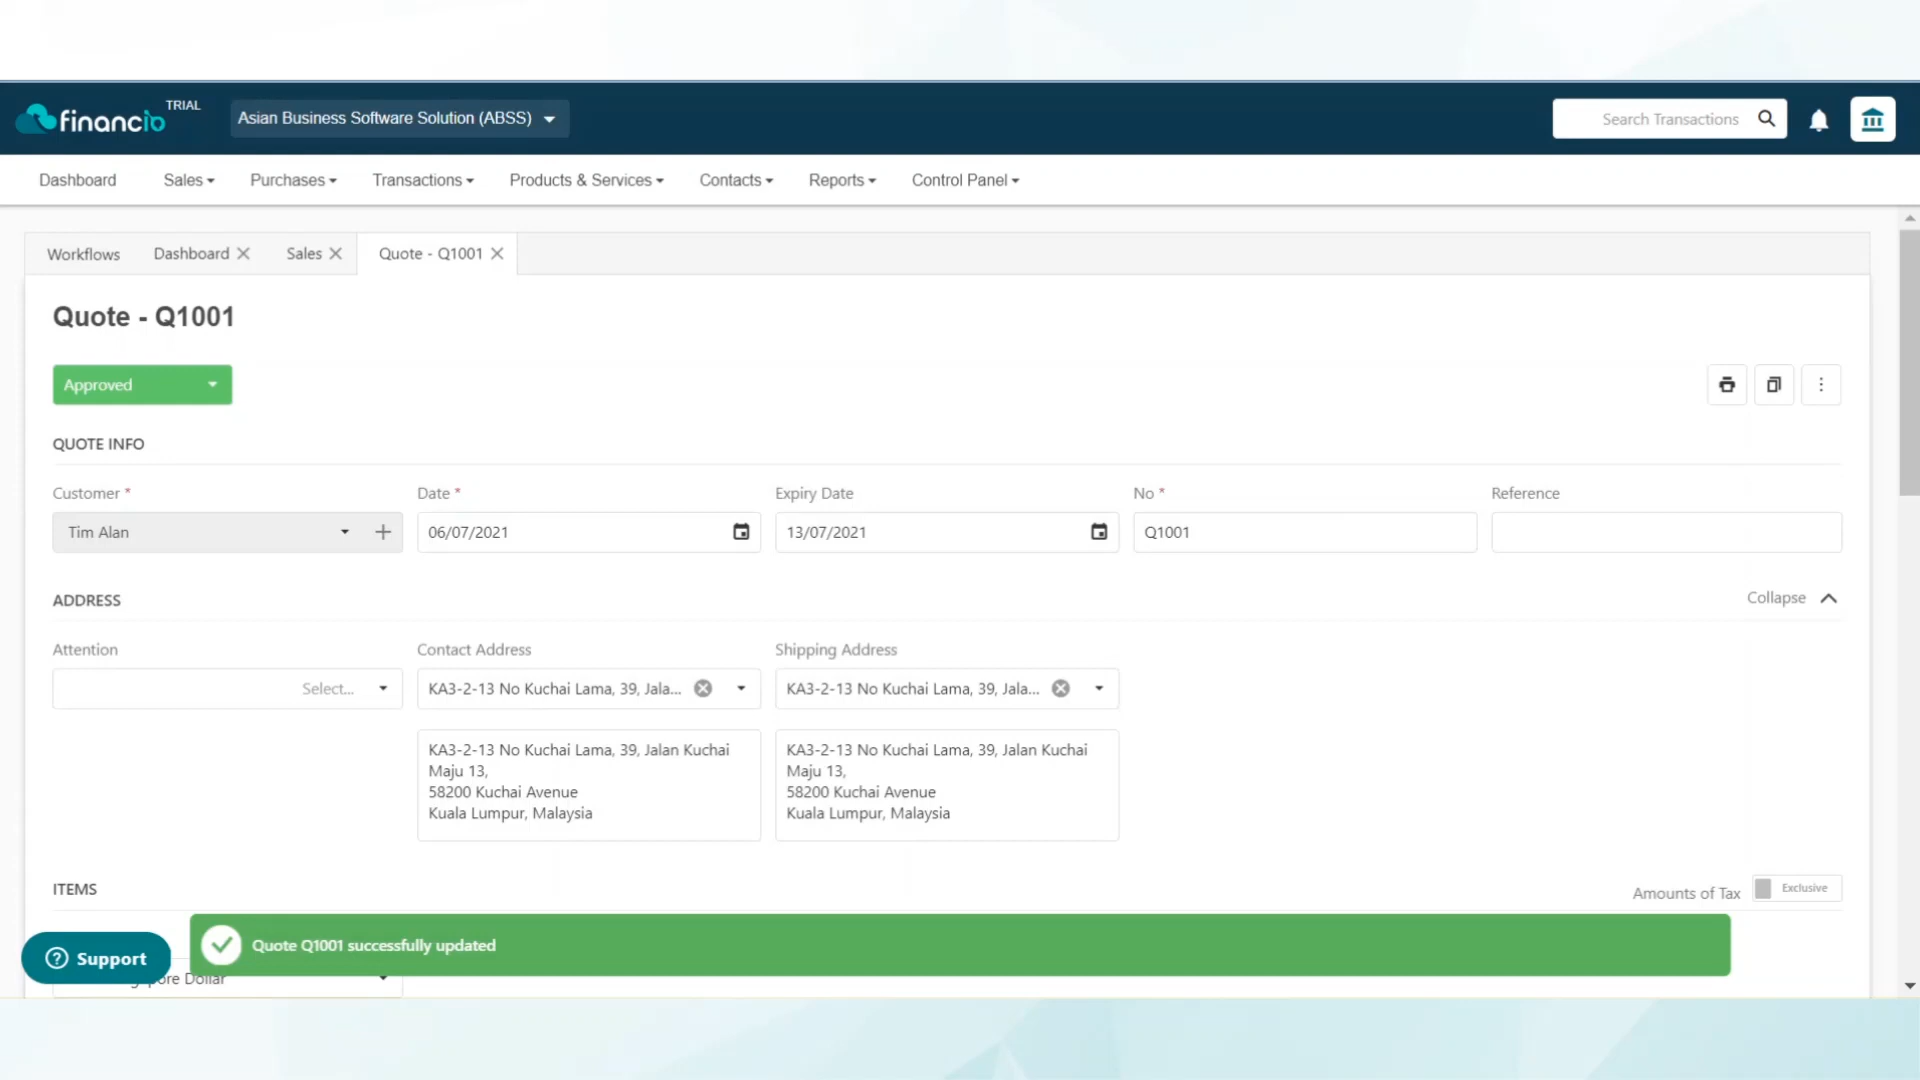 financio TRIAL
Asian Business Software Solution (ABSS)
Search Transactions
Dashboard Sales Purchases Transactions Products & Services Contacts Reports Control Panel
Workflows Dashboard Sales Quote - Q1001
Quote - Q1001
Approved
QUOTE INFO
Customer * Date * Expiry Date No * Reference
Tim Alan 06/07/2021 13/07/2021 Q1001
ADDRESS Collapse
Attention Contact Address Shipping Address
Select... KA3-2-13 No Kuchai Lama, 39, Jala... KA3-2-13 No Kuchai Lama, 39, Jala...
KA3-2-13 No Kuchai Lama, 39, Jalan Kuchai
Maju 13,
58200 Kuchai Avenue
Kuala Lumpur, Malaysia
KA3-2-13 No Kuchai Lama, 39, Jalan Kuchai
Maju 13,
58200 Kuchai Avenue
Kuala Lumpur, Malaysia
ITEMS Amounts of Tax Exclusive
Quote Q1001 successfully updated
Support
Dollar